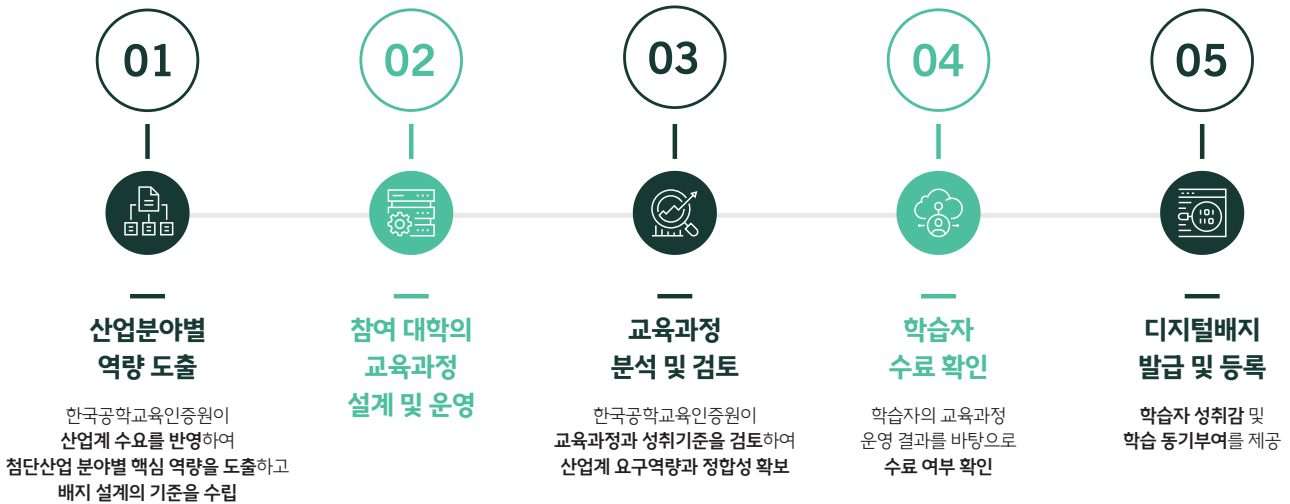 01
02
03
04
05
101
110
산업분야별
역량 도출
한국공학교육인증원이
산업계 수요를 반영하여
첨단산업 분야별 핵심 역량을 도출하고
배지 설계의 기준을 수립
참여 대학의
교육과정
설계 및 운영
교육과정
분석 및 검토
한국공학교육인증원이
교육과정과 성취기준을 검토하여
산업계 요구역량과 정합성 확보
학습자
수료 확인
학습자의 교육과정
운영 결과를 바탕으로
수료 여부 확인
디지털배지
발급 및 등록
학습자 성취감 및
학습 동기부여를 제공